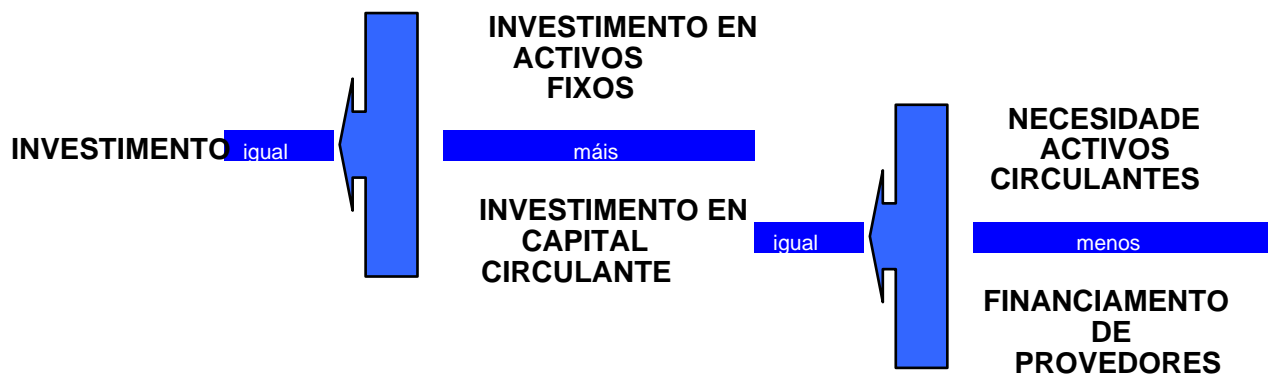 INVESTIMENTO
igual
INVESTIMENTO EN
ACTIVOS
FIXOS
máis
INVESTIMENTO EN
CAPITAL
CIRCULANTE
igual
NECESIDADE
ACTIVOS
CIRCULANTES
menos
FINANCIAMENTO
DE
PROVEDORES